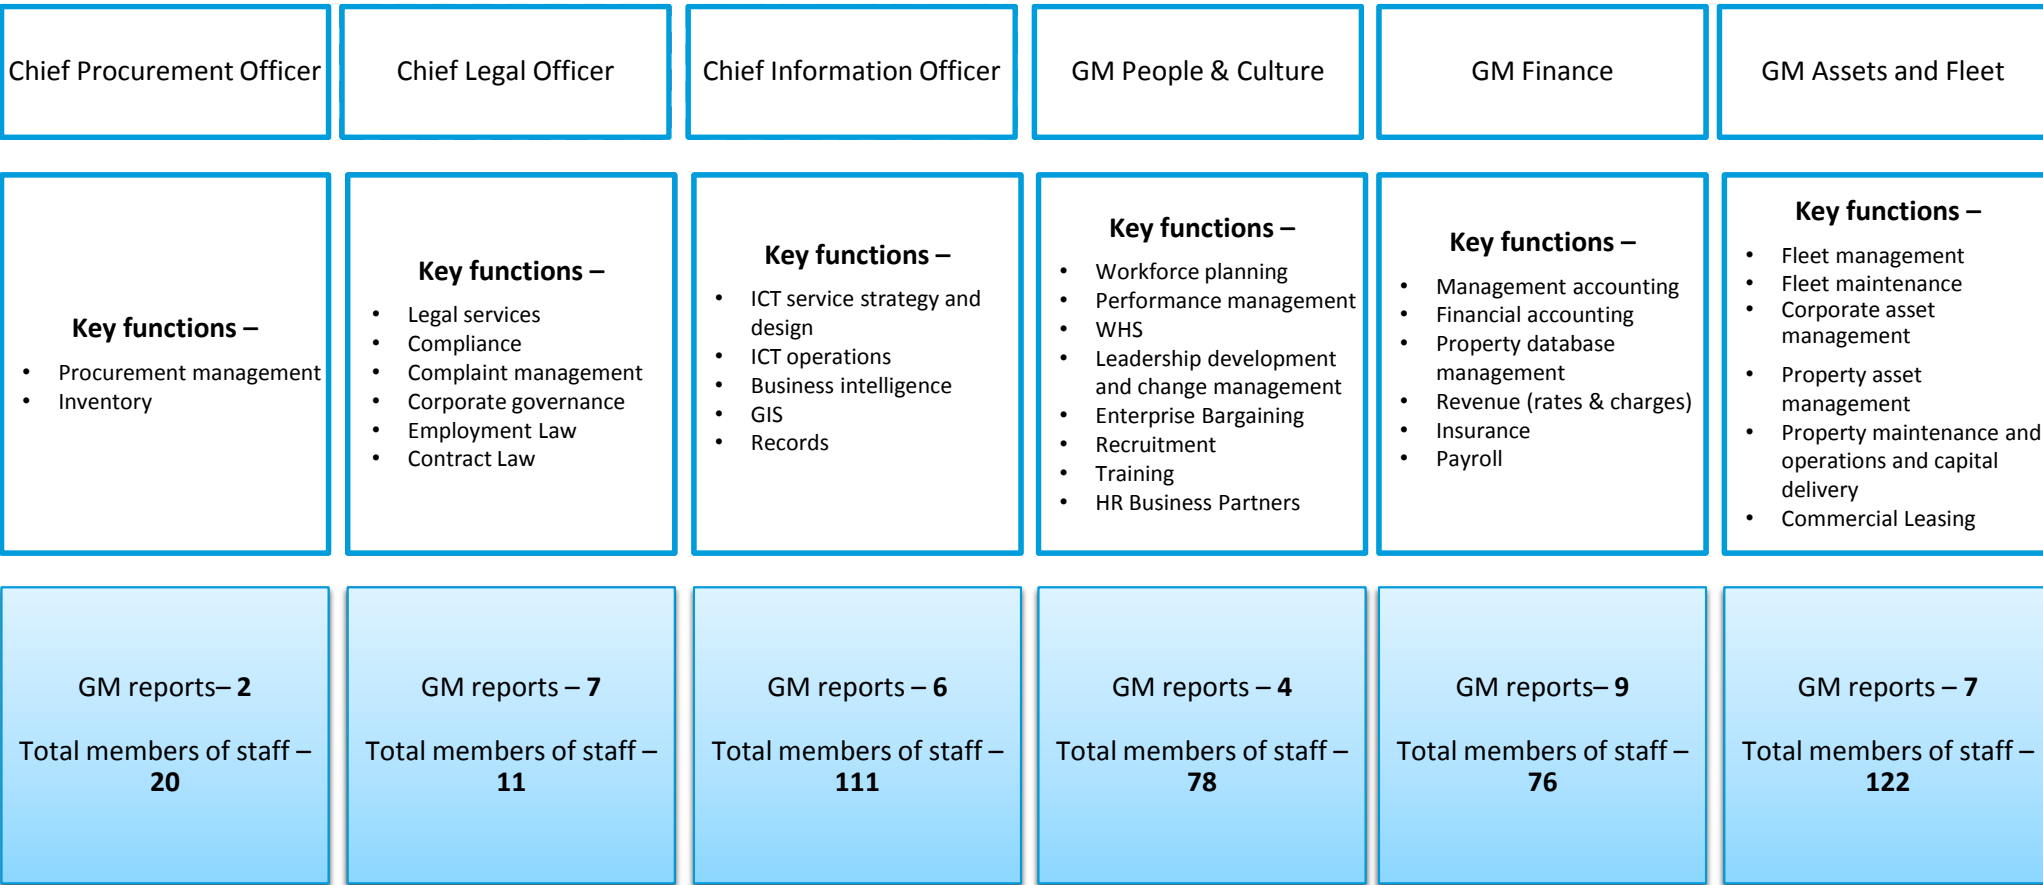 Chief Procurement Officer
Chief Legal Officer
Chief Information Officer
GM People & Culture
GM Finance
GM Assets and Fleet
Key functions –
• Procurement management
• Inventory
Key functions –
• Legal services
• Compliance
• Complaint management
• Corporate governance
• Employment Law
• Contract Law
Key functions –
• ICT service strategy and
design
• ICT operations
• Business intelligence
• GIS
• Records
Key functions –
• Workforce planning
• Performance management
• WHS
• Leadership development
and change management
• Enterprise Bargaining
• Recruitment
• Training
• HR Business Partners
Key functions –
• Management accounting
• Financial accounting
• Property database
management
• Revenue (rates & charges)
• Insurance
• Payroll
Key functions –
• Fleet management
• Fleet maintenance
• Corporate asset
management
• Property asset
management
• Property maintenance and
operations and capital
delivery
• Commercial Leasing
GM reports– 2
Total members of staff –
20
GM reports – 7
Total members of staff –
11
GM reports – 6
Total members of staff –
111
GM reports – 4
Total members of staff –
78
GM reports– 9
Total members of staff –
76
GM reports – 7
Total members of staff –
122